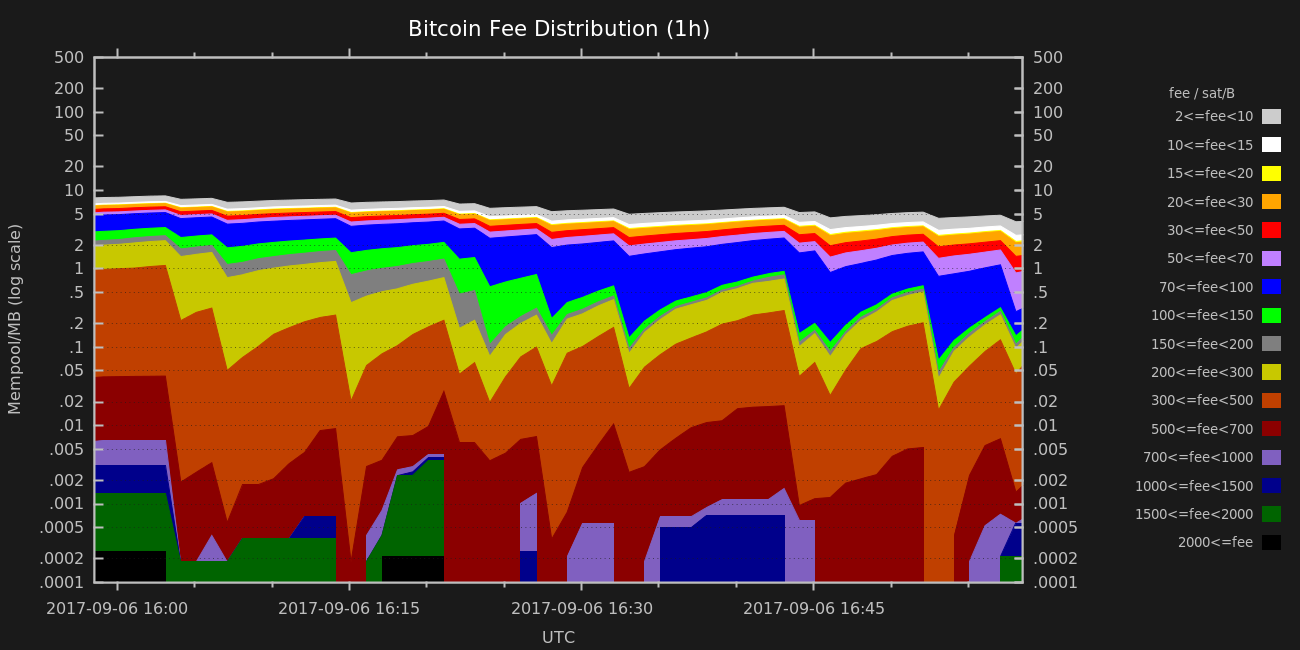 Bitcoin Fee Distribution (1h)
500 500
200 200
100 100
50 50
20 20
10 10
5 5
2 2
1 1
.5 .5
.2 .2
.1 .1
.05 .05
.02 .02
.01 .01
.005 .005
.002 .002
.001 .001
.0005 .0005
.0002 .0002
.0001 .0001
Mempool/MB (log scale)
2017-09-06 16:00 2017-09-06 16:15 2017-09-06 16:30 2017-09-06 16:45
UTC
fee / sat/B
2<=fee<10
10<=fee<15
15<=fee<20
20<=fee<30
30<=fee<50
50<=fee<70
70<=fee<100
100<=fee<150
150<=fee<200
200<=fee<300
300<=fee<500
500<=fee<700
700<=fee<1000
1000<=fee<1500
1500<=fee<2000
2000<=fee